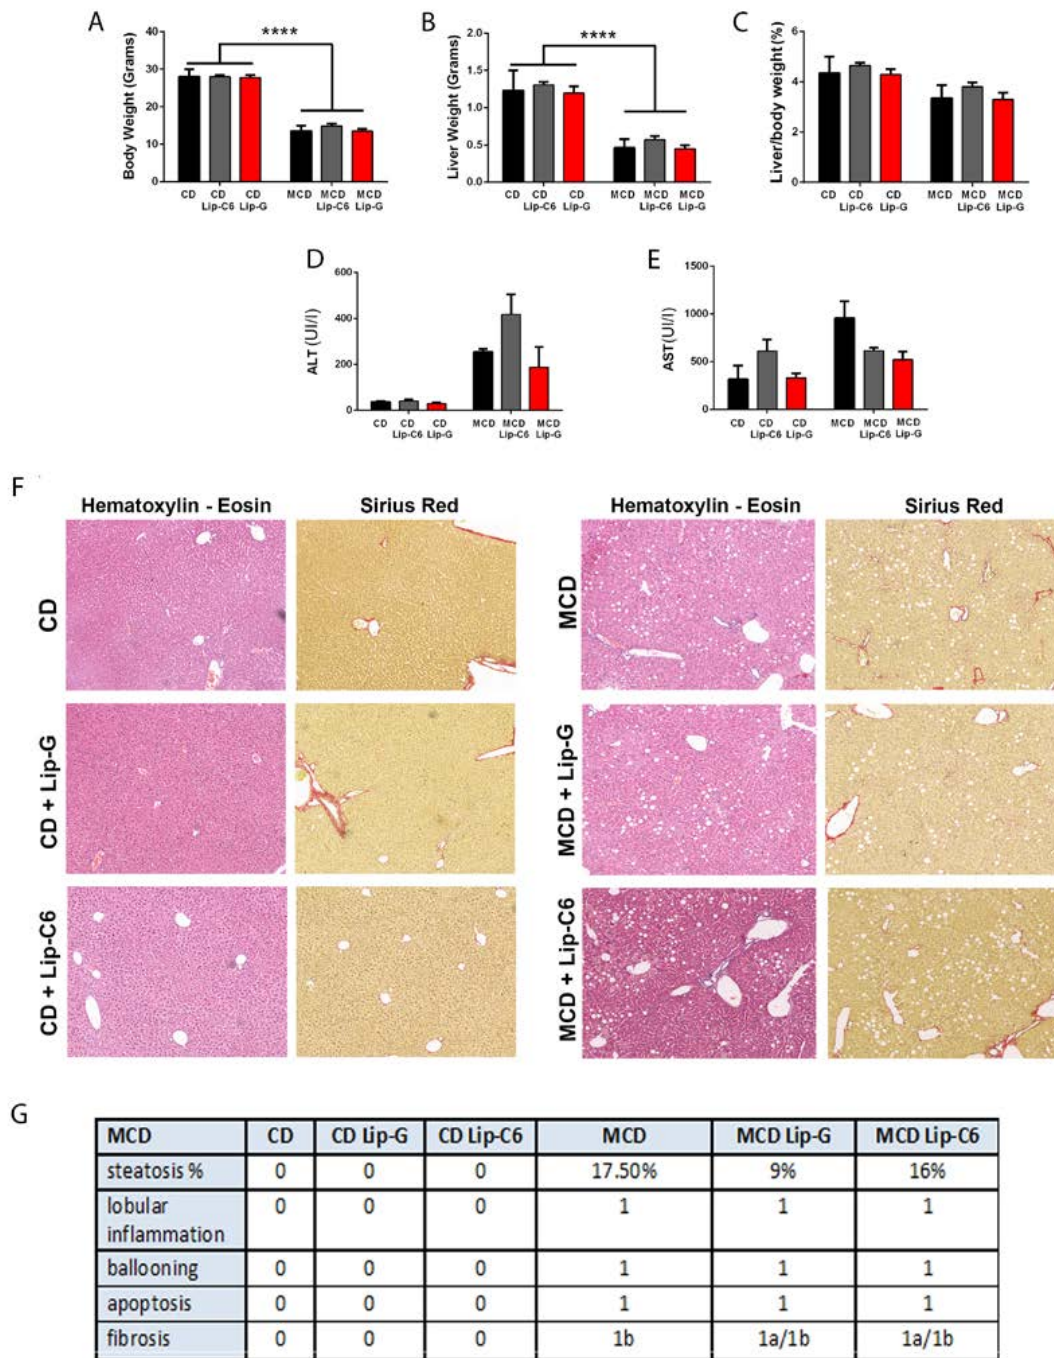 A
Body Weight (Grams)
40
30
20
10
0
****
CD CD CD MCD MCD MCD
Lip-C6 Lip-G Lip-C6 Lip-G
B
Liver Weight (Grams)
2.0
1.5
1.0
0.5
0.0
****
CD CD CD MCD MCD MCD
Lip-C6 Lip-G Lip-C6 Lip-G
C
Liver/body weight (%)
6
4
2
0
CD CD CD MCD MCD MCD
Lip-C6 Lip-G Lip-C6 Lip-G
D
ALT (UI/l)
600
400
200
0
CD CD CD MCD MCD MCD
Lip-C6 Lip-G Lip-C6 Lip-G
E
AST (UI/l)
1500
1000
500
0
CD CD CD MCD MCD MCD
Lip-C6 Lip-G Lip-C6 Lip-G
F
Hematoxylin - Eosin Sirius Red Hematoxylin - Eosin Sirius Red
CD MCD
CD + Lip-G MCD + Lip-G
CD + Lip-C6 MCD + Lip-C6
G
MCD CD CD Lip-G CD Lip-C6 MCD MCD Lip-G MCD Lip-C6
steatosis % 0 0 0 17.50% 9% 16%
lobular
inflammation 0 0 0 1 1 1
ballooning 0 0 0 1 1 1
apoptosis 0 0 0 1 1 1
fibrosis 0 0 0 1b 1a/1b 1a/1b